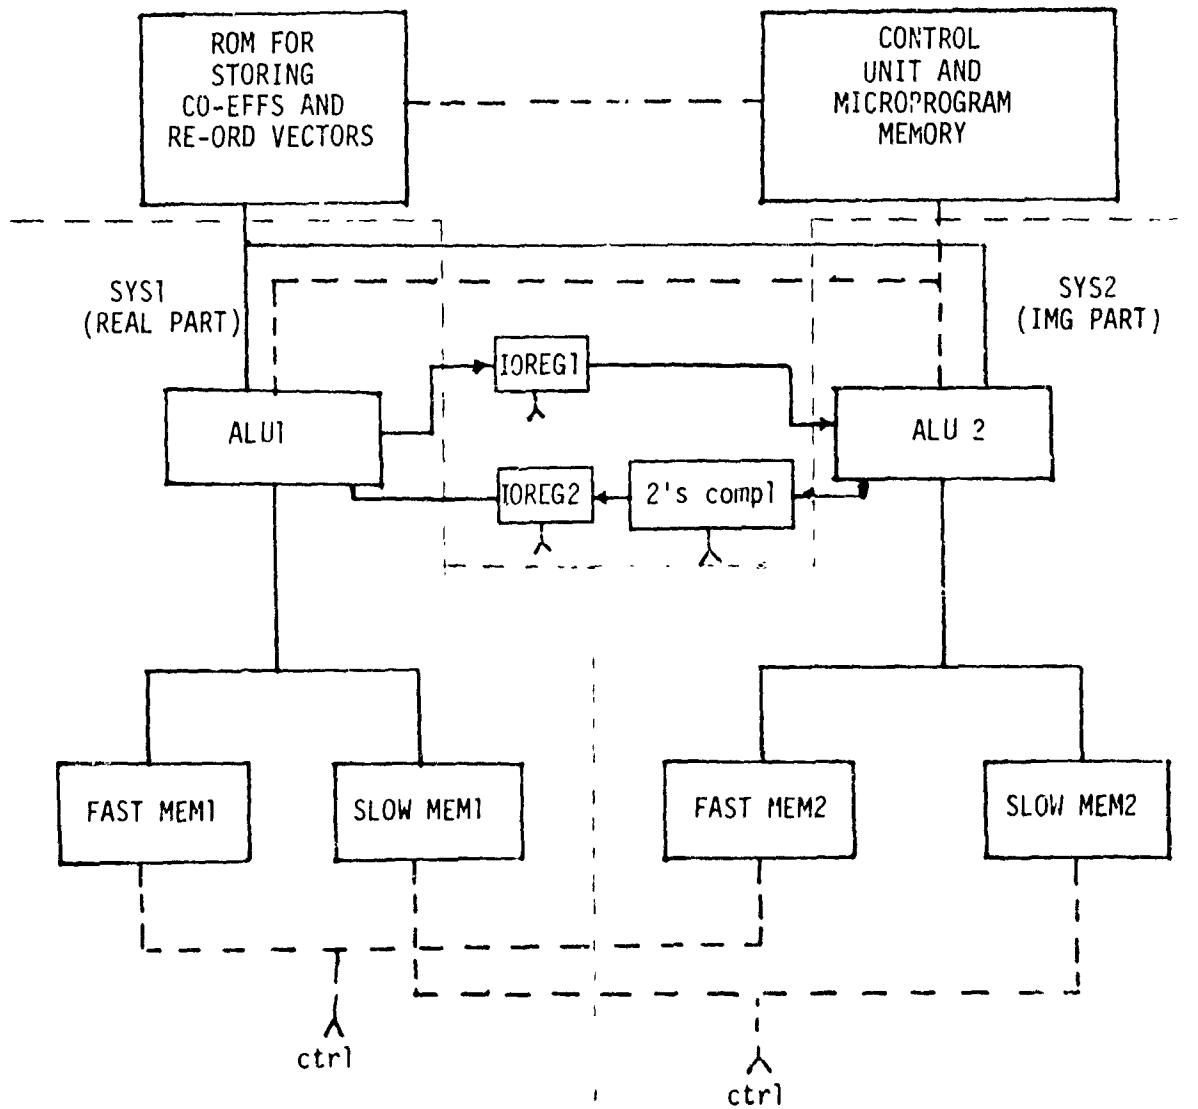 ROM FOR
STORING
CO-EFFS AND
RE-ORD VECTORS
CONTROL
UNIT AND
MICROPROGRAM
MEMORY
SYS1
(REAL PART)
SYS2
(IMG PART)
IOREG1
ALU1
ALU 2
IOREG2
2's compl
FAST MEM1
SLOW MEM1
FAST MEM2
SLOW MEM2
ctrl
ctrl